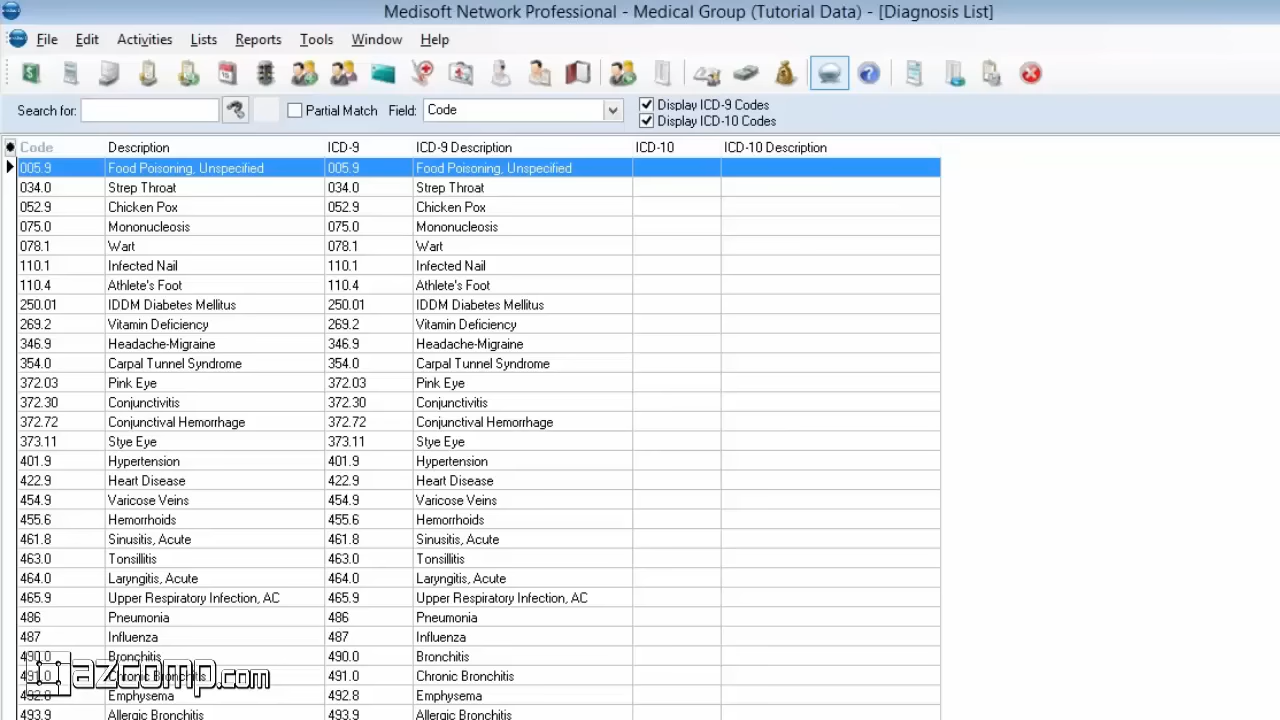 Medisoft Network Professional - Medical Group (Tutorial Data) - [Diagnosis List]
File Edit Activities Lists Reports Tools Window Help
Search for: Partial Match Field: Code Display ICD-9 Codes
Display ICD-10 Codes
Code Description ICD-9 ICD-9 Description ICD-10 ICD-10 Description
005.9 Food Poisoning, Unspecified 005.9 Food Poisoning, Unspecified
034.0 Strep Throat 034.0 Strep Throat
052.9 Chicken Pox 052.9 Chicken Pox
075.0 Mononucleosis 075.0 Mononucleosis
078.1 Wart 078.1 Wart
110.1 Infected Nail 110.1 Infected Nail
110.4 Athlete's Foot 110.4 Athlete's Foot
250.01 IDDM Diabetes Mellitus 250.01 IDDM Diabetes Mellitus
269.2 Vitamin Deficiency 269.2 Vitamin Deficiency
346.9 Headache-Migraine 346.9 Headache-Migraine
354.0 Carpal Tunnel Syndrome 354.0 Carpal Tunnel Syndrome
372.03 Pink Eye 372.03 Pink Eye
372.30 Conjunctivitis 372.30 Conjunctivitis
372.72 Conjunctival Hemorrhage 372.72 Conjunctival Hemorrhage
373.11 Stye Eye 373.11 Stye Eye
401.9 Hypertension 401.9 Hypertension
422.9 Heart Disease 422.9 Heart Disease
454.9 Varicose Veins 454.9 Varicose Veins
455.6 Hemorrhoids 455.6 Hemorrhoids
461.8 Sinusitis, Acute 461.8 Sinusitis, Acute
463.0 Tonsillitis 463.0 Tonsillitis
464.0 Laryngitis, Acute 464.0 Laryngitis, Acute
465.9 Upper Respiratory Infection, AC 465.9 Upper Respiratory Infection, AC
486 Pneumonia 486 Pneumonia
487 Influenza 487 Influenza
490.0 Bronchitis 490.0 Bronchitis
491.0 Chronic Bronchitis 491.0 Chronic Bronchitis
492.8 Emphysema 492.8 Emphysema
493.9 Allergic Bronchitis 493.9 Allergic Bronchitis
azcomp.com